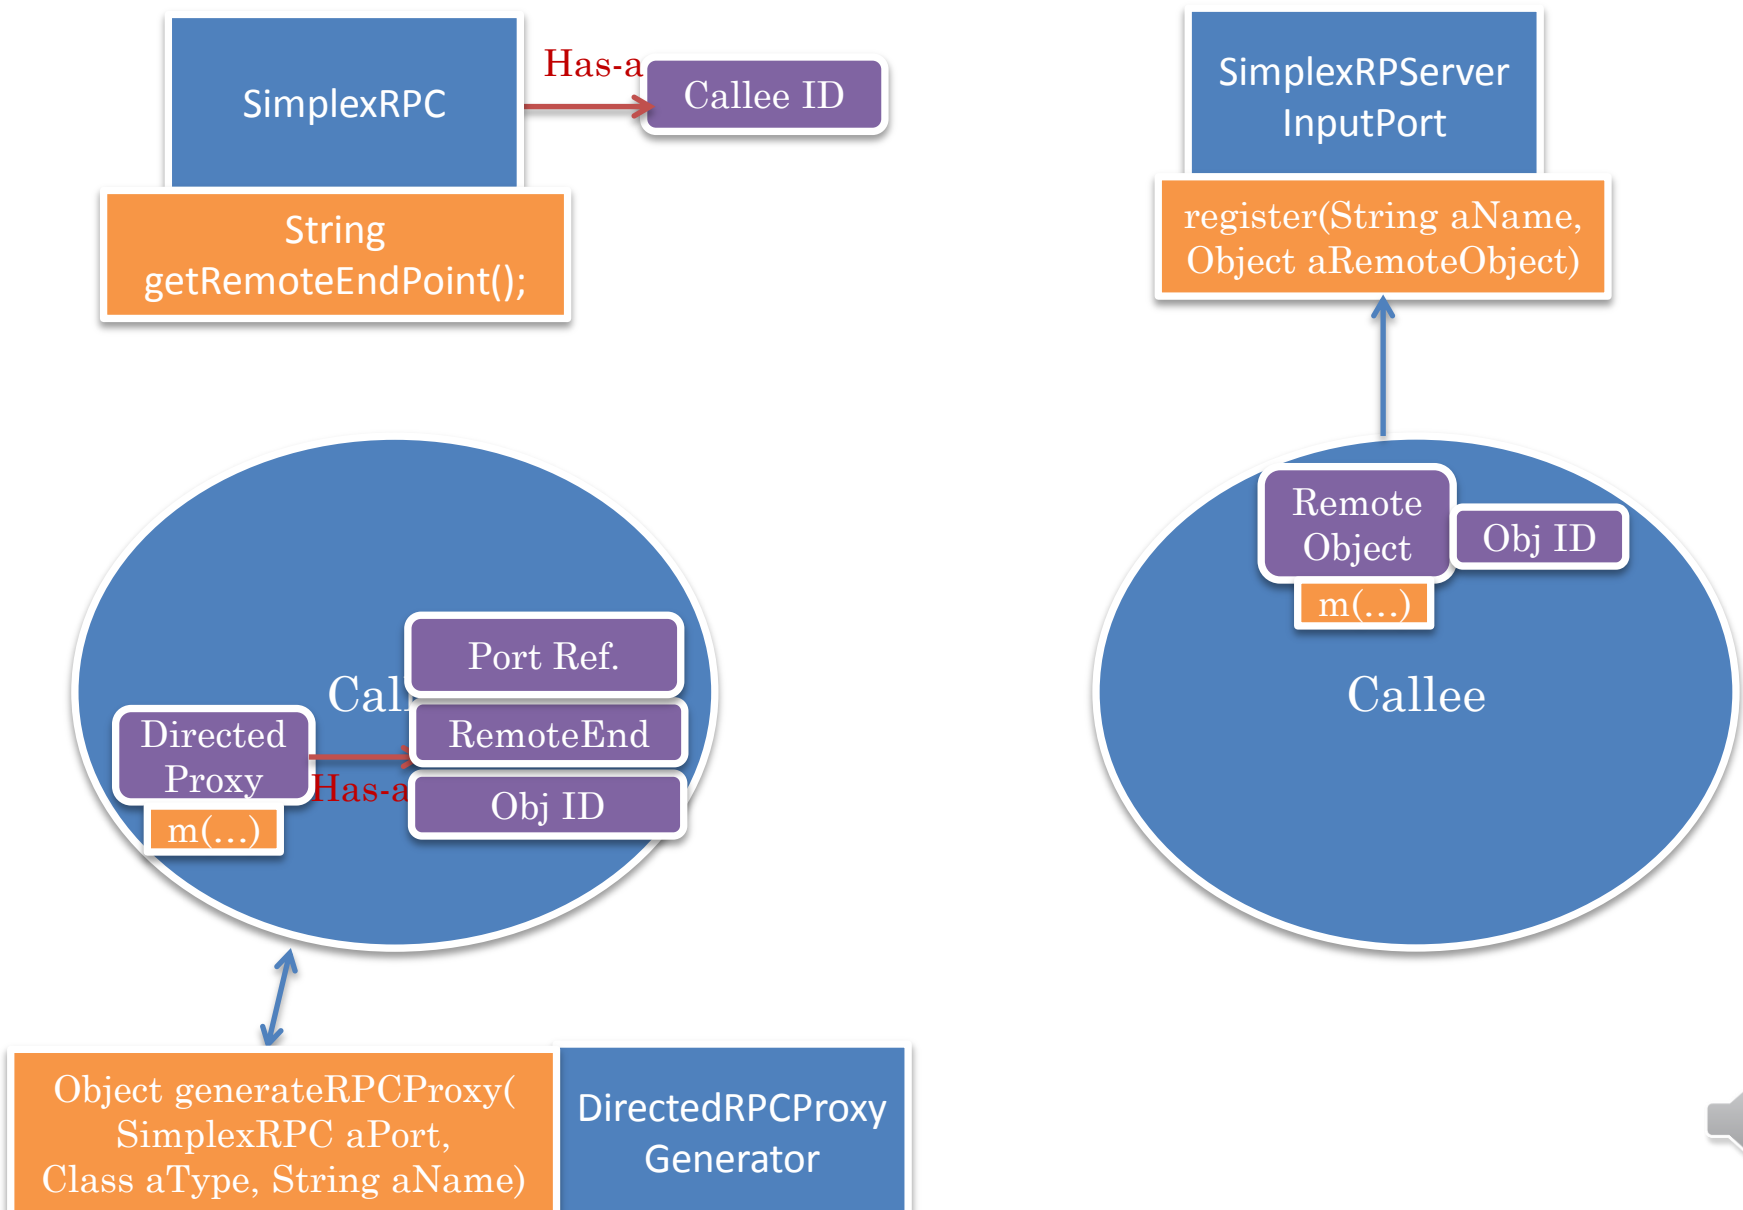 SimplexRPC
Has-a
Callee ID
String
getRemoteEndPoint();
SimplexRPServer
InputPort
register(String aName,
Object aRemoteObject)
Port Ref.
Cal
Directed
Proxy
m(...)
Has-a
RemoteEnd
Obj ID
Remote
Object
Obj ID
m(...)
Callee
Object generateRPCProxy(
SimplexRPC aPort,
Class aType, String aName)
DirectedRPCProxy
Generator